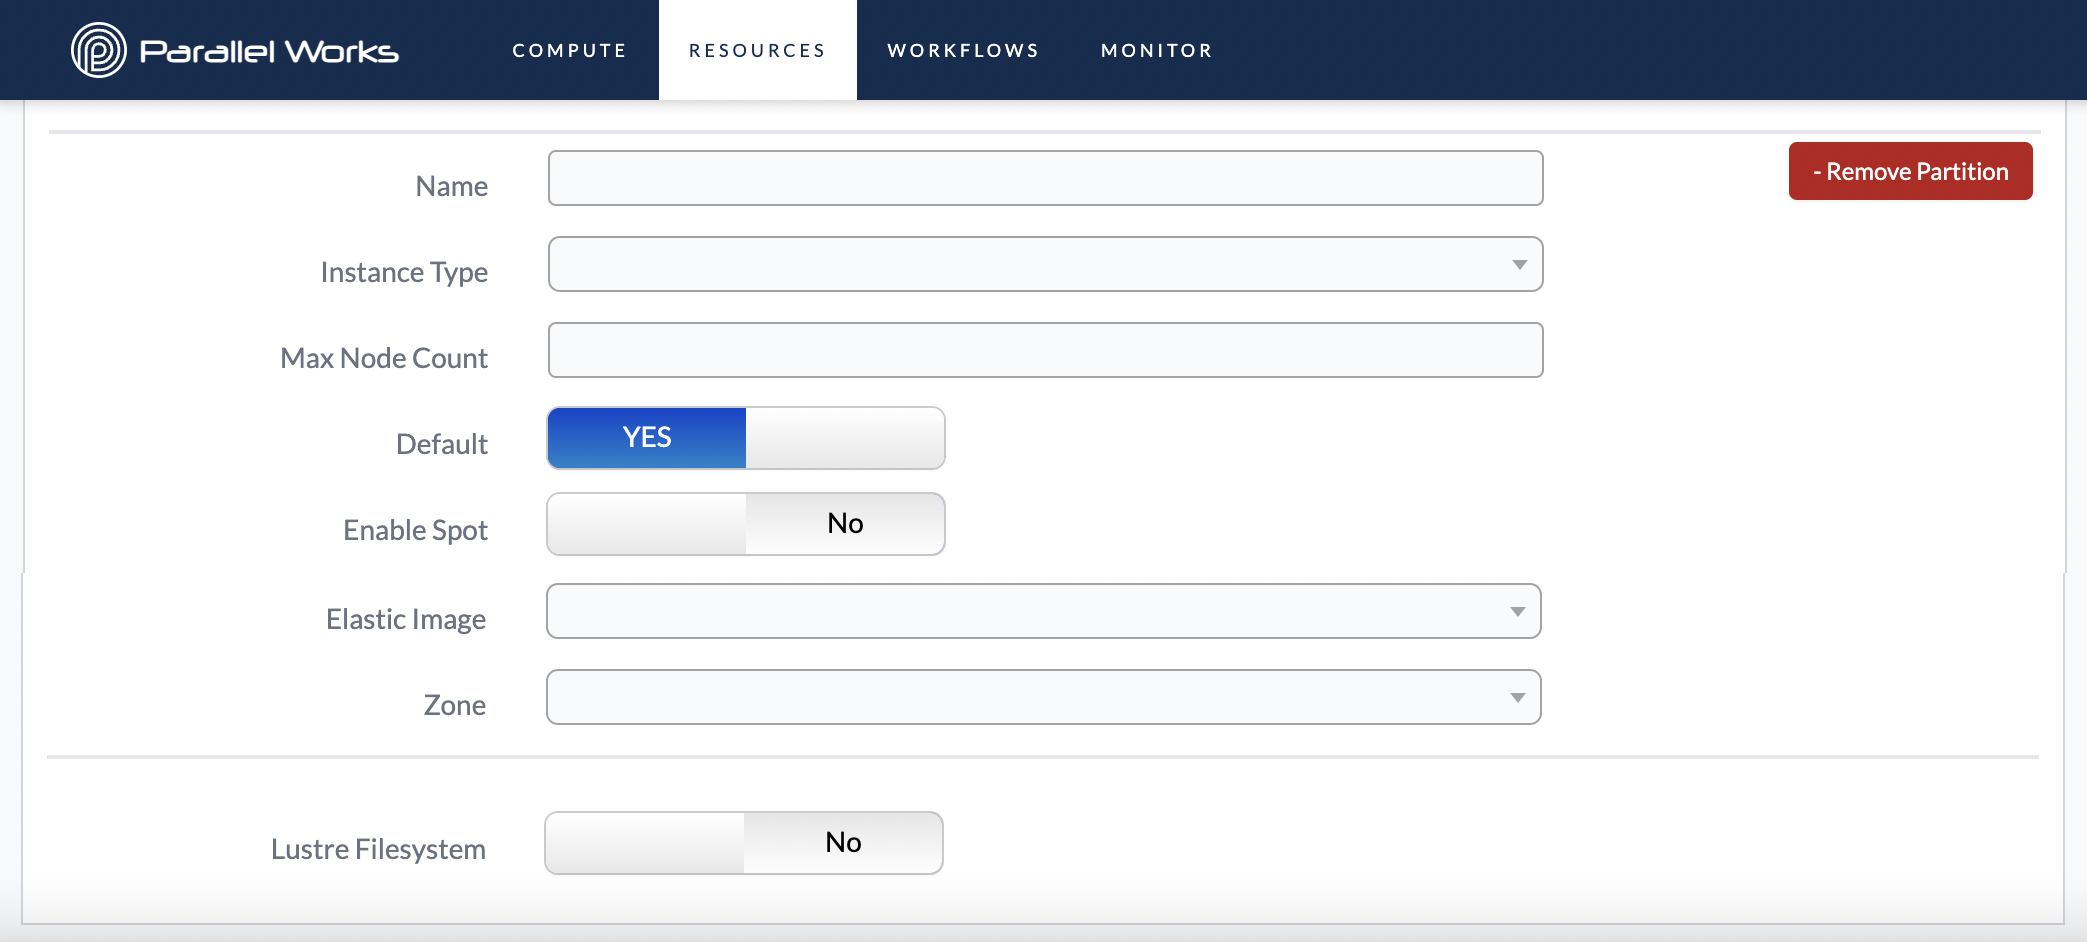 Parallel Works COMPUTE RESOURCES WORKFLOWS MONITOR
Name - Remove Partition
Instance Type
Max Node Count
Default YES
Enable Spot No
Elastic Image
Zone
Lustre Filesystem No